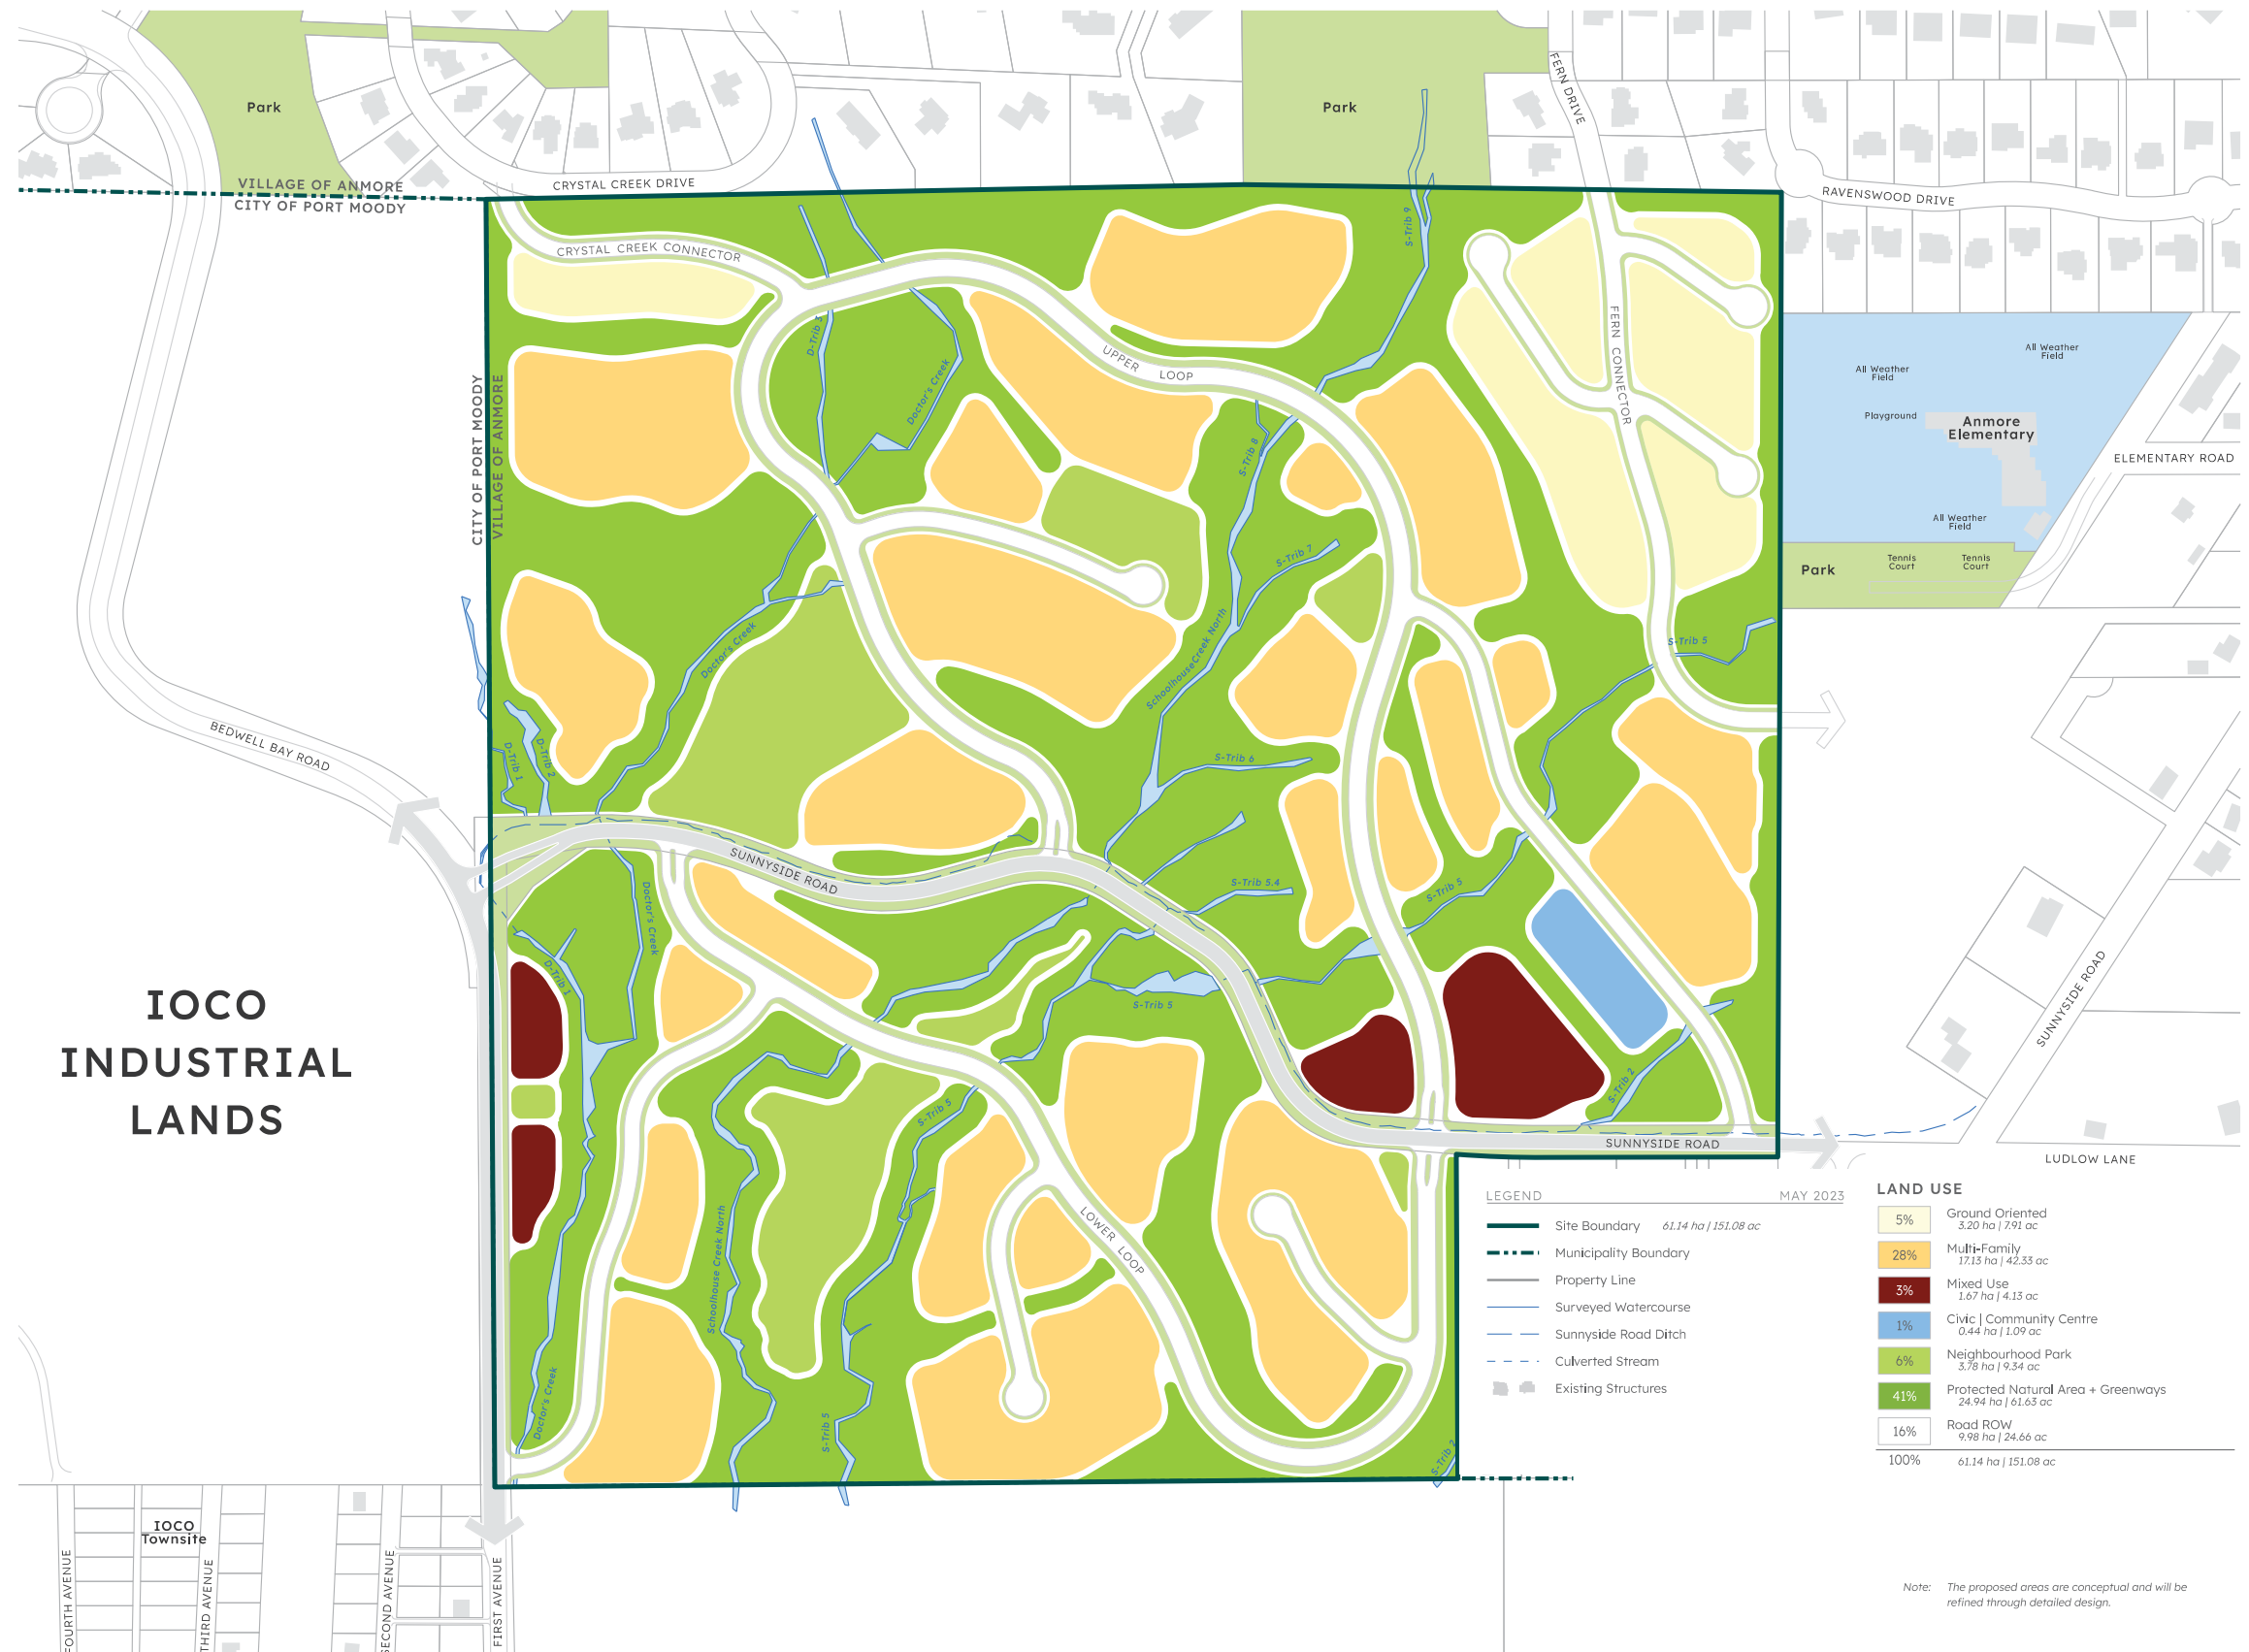 Park
Park
FERN DRIVE
VILLAGE OF ANMORE
CITY OF PORT MOODY
CRYSTAL CREEK DRIVE
RAVENSWOOD DRIVE
CRYSTAL CREEK CONNECTOR
S-Trib 9
D-Trib 3
Doctor's Creek
UPPER LOOP
FERN CONNECTOR
CITY OF PORT MOODY
VILLAGE OF ANMORE
All Weather
Field
All Weather
Field
Playground
Anmore
Elementary
ELEMENTARY ROAD
All Weather
Field
Park
Tennis
Court
Tennis
Court
S-Trib 8
S-Trib 7
Schoolhouse Creek North
Doctor's Creek
S-Trib 5
BEDWELL BAY ROAD
D-Trib 1
D-Trib 2
S-Trib 6
SUNNYSIDE ROAD
S-Trib 5.4
S-Trib 5
Doctor's Creek
D-Trib 1
S-Trib 5
SUNNYSIDE ROAD
IOCO
INDUSTRIAL
LANDS
S-Trib 2
S-Trib 5
SUNNYSIDE ROAD
LUDLOW LANE
Schoolhouse Creek North
LOWER LOOP
Doctor's Creek
S-Trib 5
S-Trib 2
LEGEND
MAY 2023
Site Boundary 61.14 ha | 151.08 ac
Municipality Boundary
Property Line
Surveyed Watercourse
Sunnyside Road Ditch
Culverted Stream
Existing Structures
LAND USE
5% Ground Oriented
3.20 ha | 7.91 ac
28% Multi-Family
17.13 ha | 42.33 ac
3% Mixed Use
1.67 ha | 4.13 ac
1% Civic | Community Centre
0.44 ha | 1.09 ac
6% Neighbourhood Park
3.78 ha | 9.34 ac
41% Protected Natural Area + Greenways
24.94 ha | 61.63 ac
16% Road ROW
9.98 ha | 24.66 ac
100% 61.14 ha | 151.08 ac
IOCO
Townsite
FOURTH AVENUE
THIRD AVENUE
SECOND AVENUE
FIRST AVENUE
Note: The proposed areas are conceptual and will be
refined through detailed design.